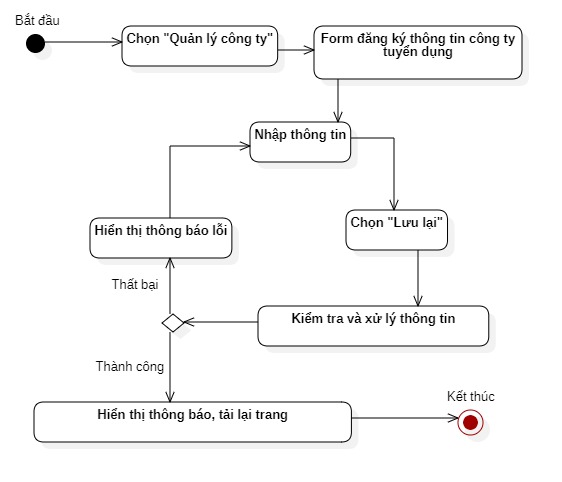 Bắt đầu
Chọn "Quản lý công ty"
Form đăng ký thông tin công ty
tuyển dụng
Nhập thông tin
Hiển thị thông báo lỗi
Chọn "Lưu lại"
Thất bại
Kiểm tra và xử lý thông tin
Thành công
Hiển thị thông báo, tải lại trang
Kết thúc